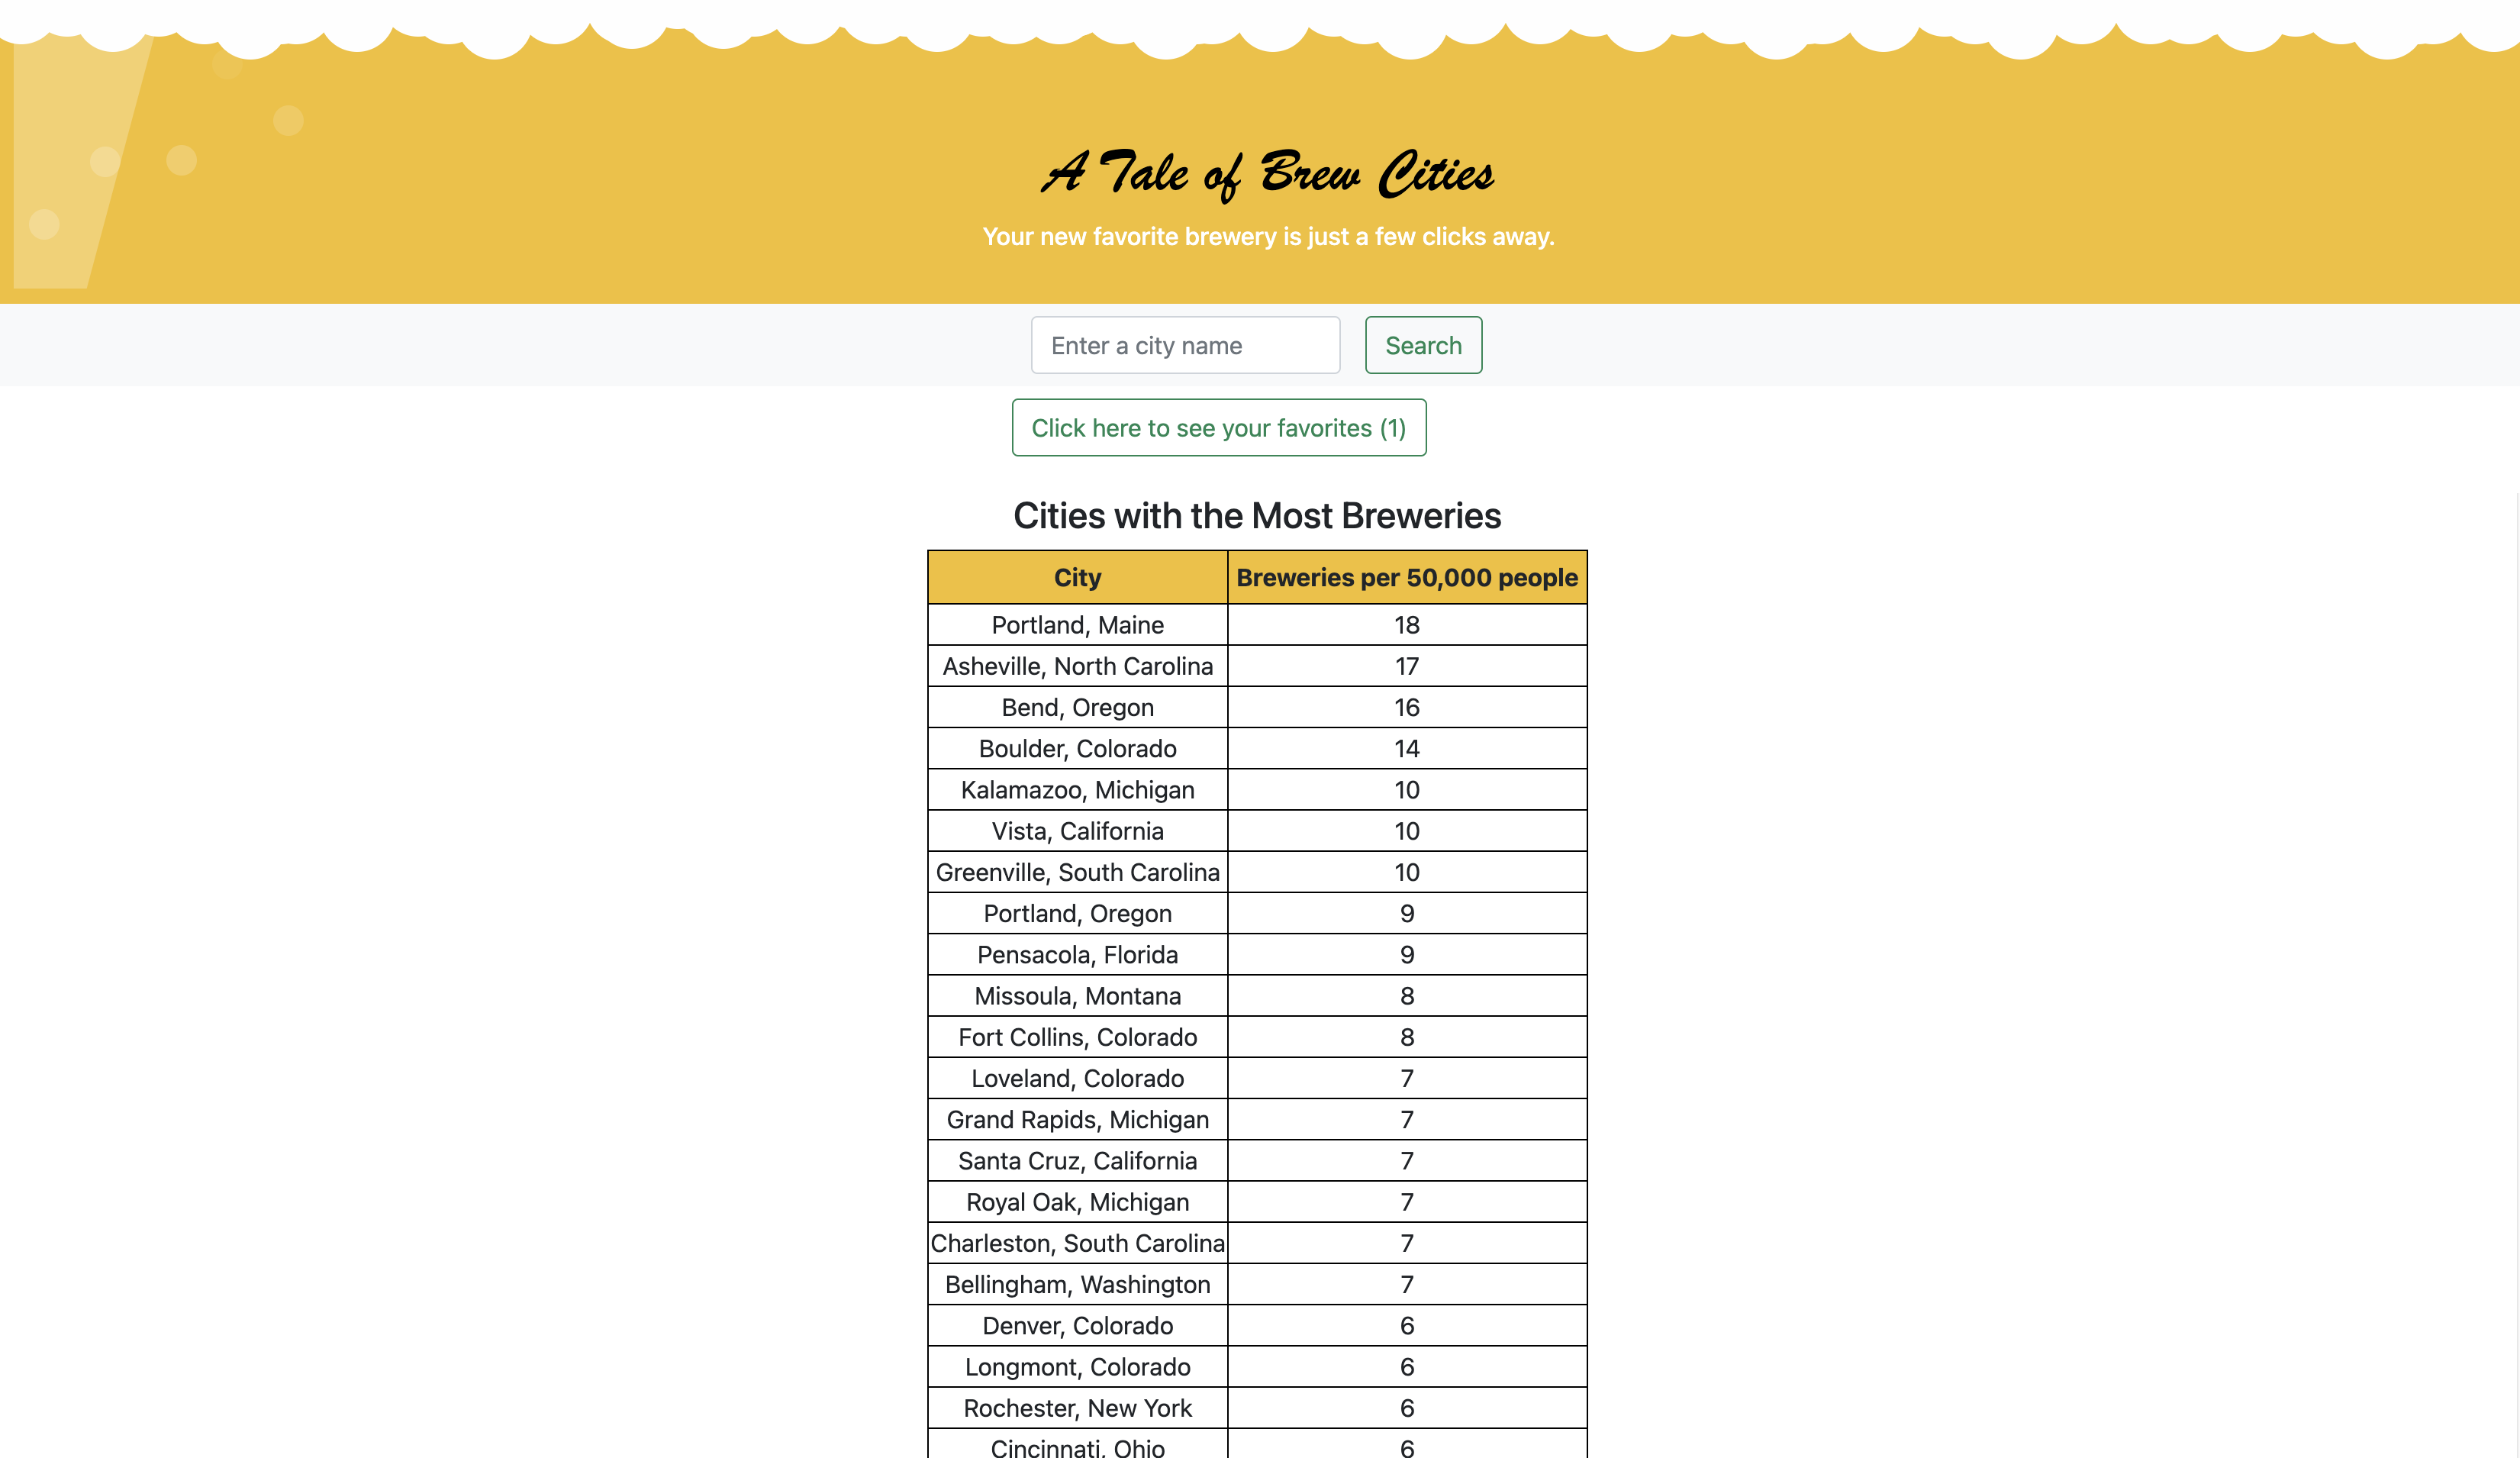 A Tale of Brew Cities
Your new favorite brewery is just a few clicks away.
Enter a city name Search
Click here to see your favorites (1)
Cities with the Most Breweries
City Breweries per 50,000 people
Portland, Maine 18
Asheville, North Carolina 17
Bend, Oregon 16
Boulder, Colorado 14
Kalamazoo, Michigan 10
Vista, California 10
Greenville, South Carolina 10
Portland, Oregon 9
Pensacola, Florida 9
Missoula, Montana 8
Fort Collins, Colorado 8
Loveland, Colorado 7
Grand Rapids, Michigan 7
Santa Cruz, California 7
Royal Oak, Michigan 7
Charleston, South Carolina 7
Bellingham, Washington 7
Denver, Colorado 6
Longmont, Colorado 6
Rochester, New York 6
Cincinnati, Ohio 6